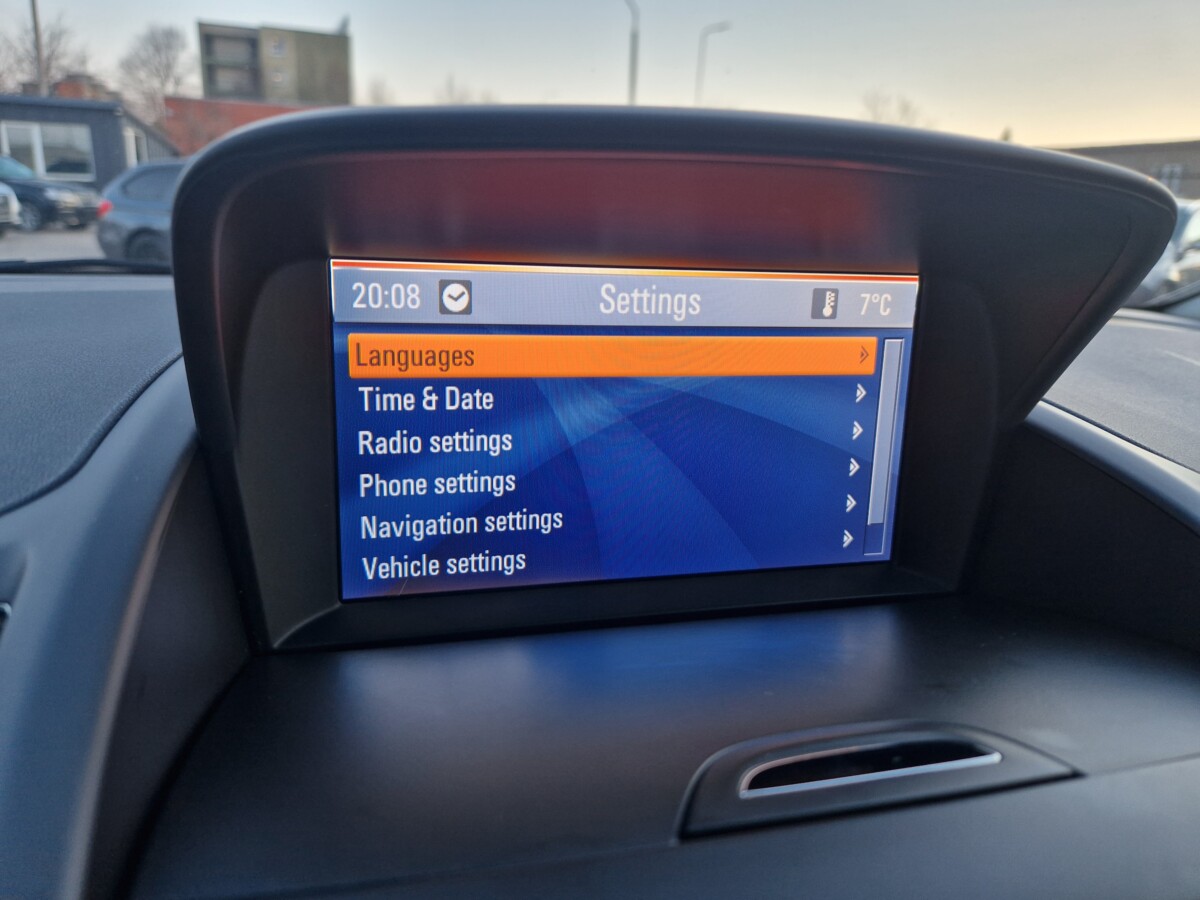 20:08 Settings 7°C
Languages
Time & Date
Radio settings
Phone settings
Navigation settings
Vehicle settings